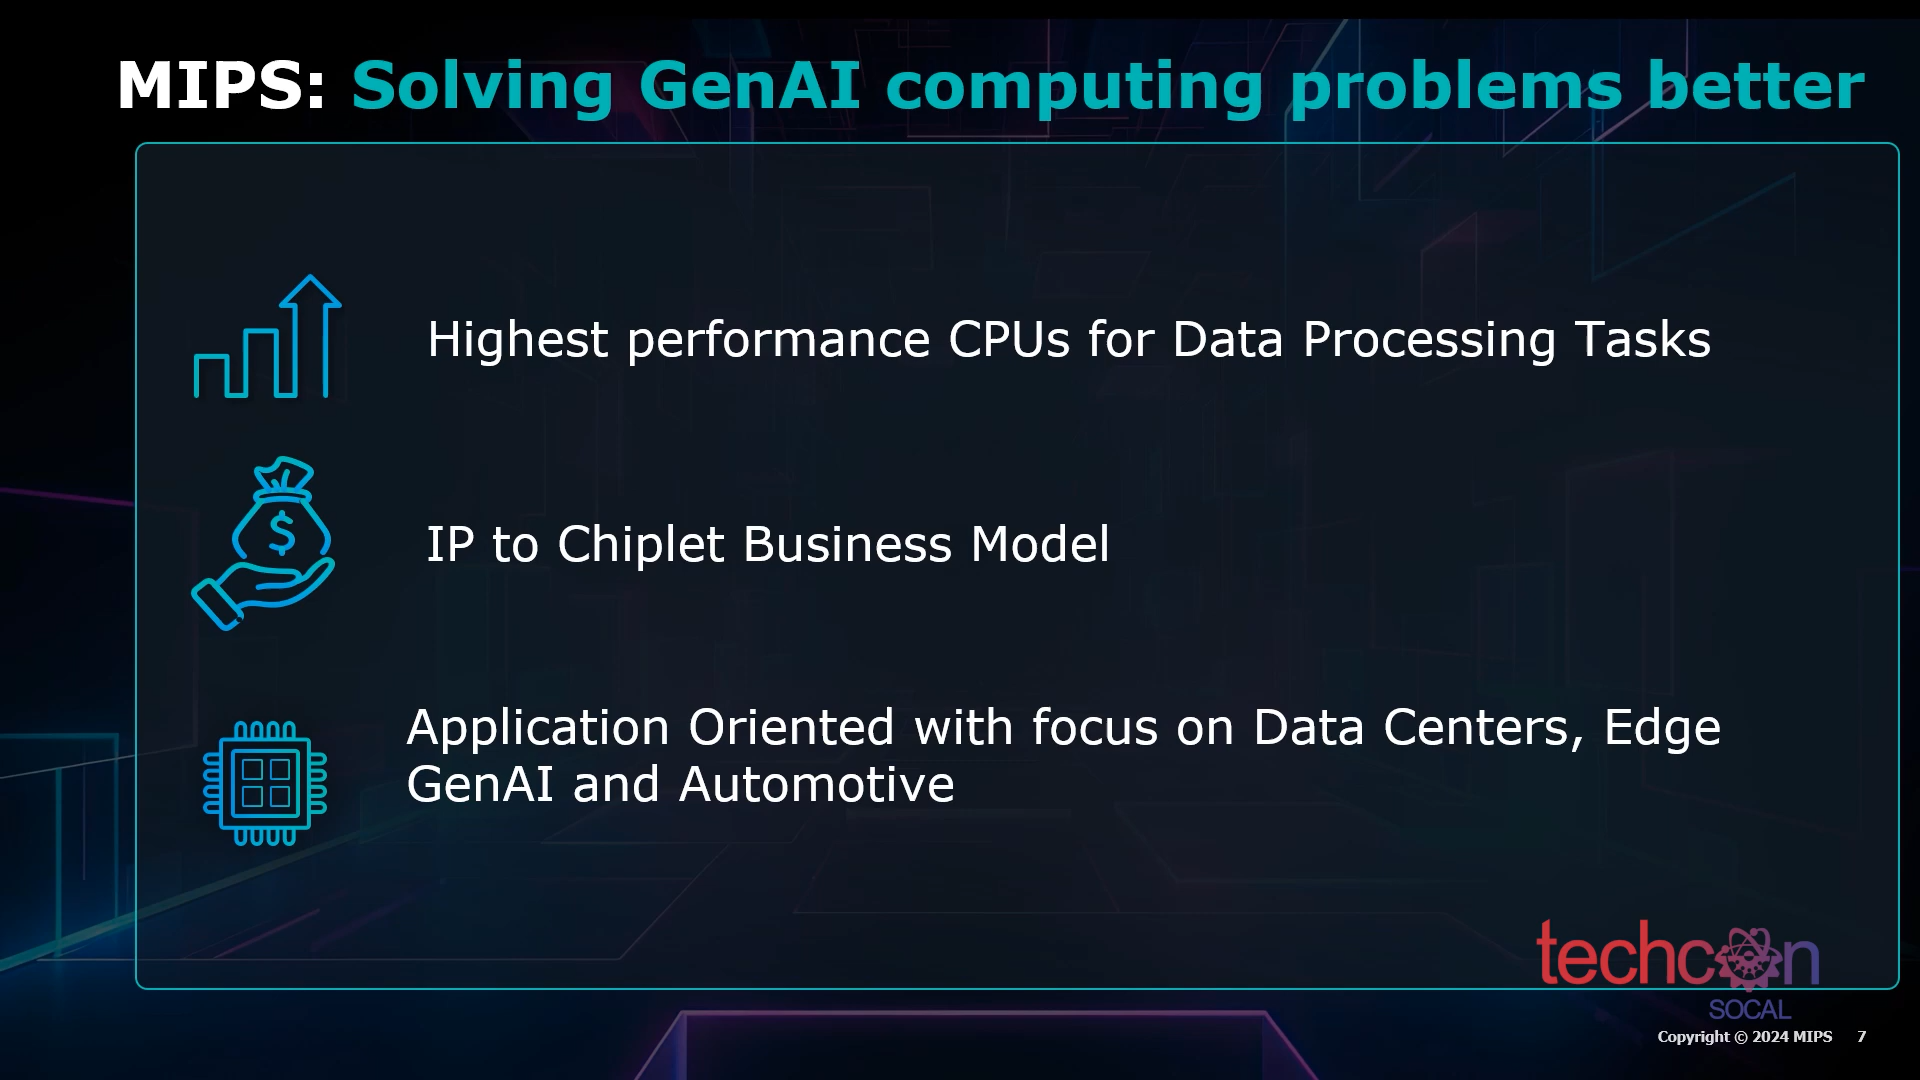 MIPS: Solving GenAI computing problems better
Highest performance CPUs for Data Processing Tasks
$
IP to Chiplet Business Model
Application Oriented with focus on Data Centers, Edge
GenAI and Automotive
techcon
SOCAL
Copyright © 2024 MIPS 7